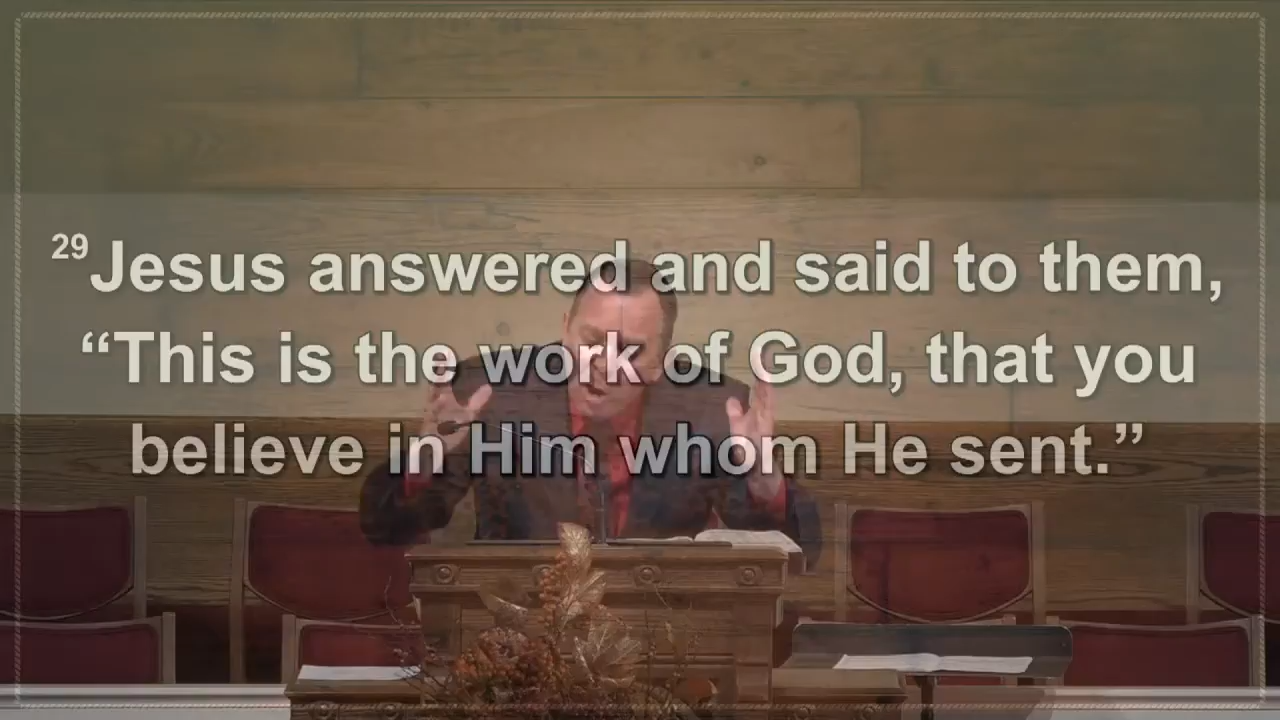 29Jesus answered and said to them,
“This is the work of God, that you
believe in Him whom He sent.”